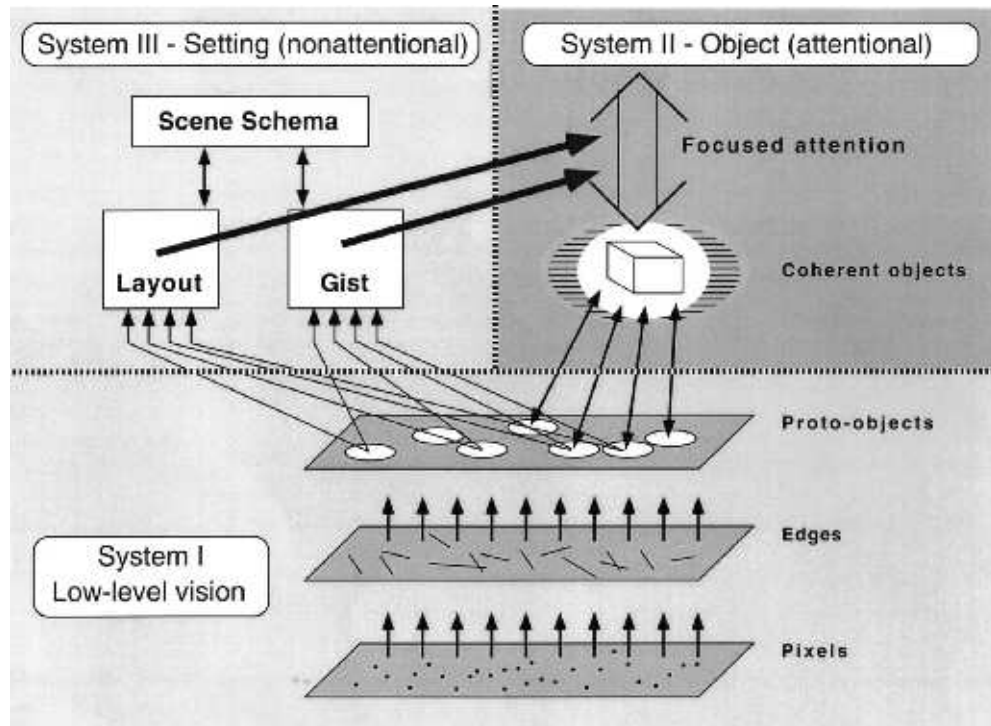 System III - Setting (nonattentional)
System II - Object (attentional)
Scene Schema
Focused attention
Layout
Gist
Coherent objects
Proto-objects
Edges
System I
Low-level vision
Pixels